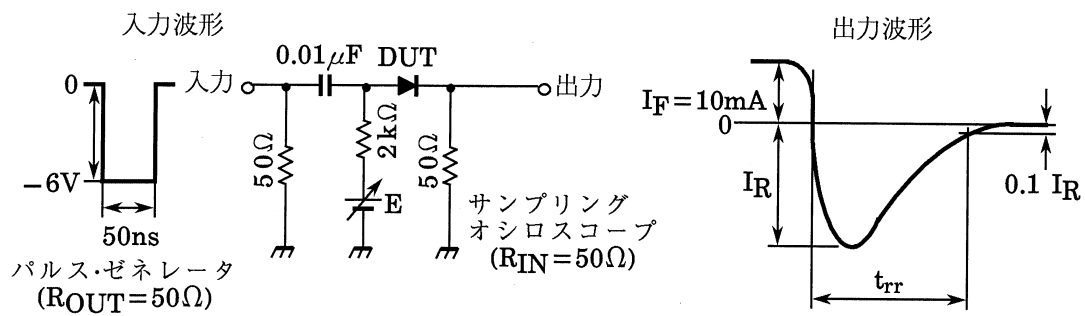 入力波形
0
−6V
50ns
パルス・ゼネレータ
(ROUT=50Ω)
入力
0.01μF
DUT
出力
50Ω
2kΩ
E
50Ω
サンプリング
オシロスコープ
(RIN=50Ω)
出力波形
IF=10mA
0
IR
0.1 IR
trr